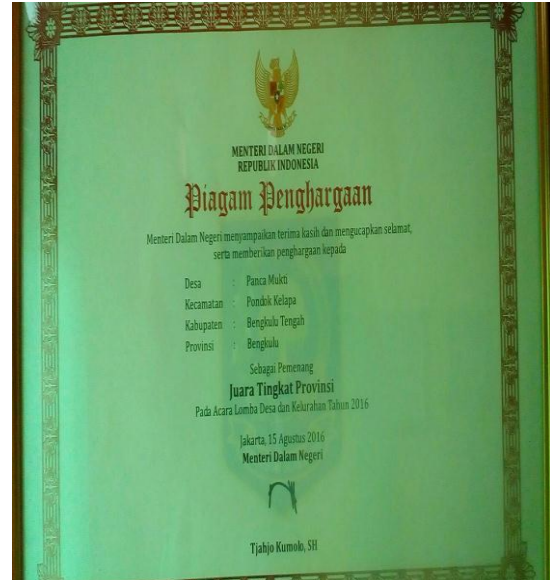 MENTERI DALAM NEGERI
REPUBLIK INDONESIA
Piagam Penghargaan
Menteri Dalam Negeri menyampaikan terima kasih dan mengucapkan selamat,
serta memberikan penghargaan kepada
Desa : Panca Mukti
Kecamatan : Pondok Kelapa
Kabupaten : Bengkulu Tengah
Provinsi : Bengkulu
Sebagai Pemenang
Juara Tingkat Provinsi
Pada Acara Lomba Desa dan Kelurahan Tahun 2016
Jakarta, 15 Agustus 2016
Menteri Dalam Negeri
Tjahjo Kumolo, SH